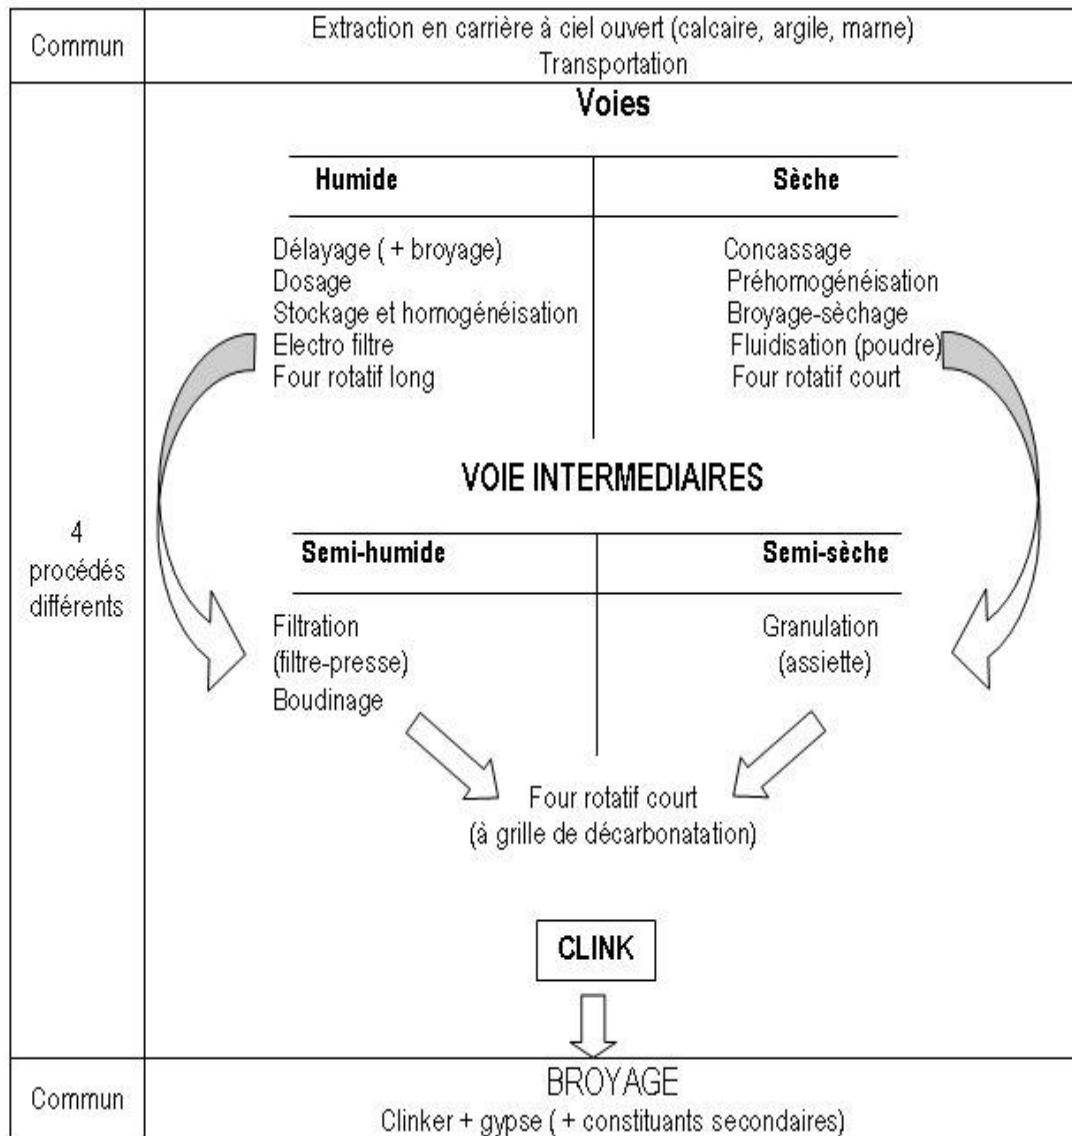 Commun
Extraction en carrière à ciel ouvert (calcaire, argile, marne)
Transportation
4
procédés
différents
Voies
Humide
Sèche
Délayage ( + broyage)
Dosage
Stockage et homogénéisation
Electro filtre
Four rotatif long
Concassage
Préhomogénéisation
Broyage-sèchage
Fluidisation (poudre)
Four rotatif court
VOIE INTERMEDIAIRES
Semi-humide
Semi-sèche
Filtration
(filtre-presse)
Boudinage
Granulation
(assiette)
Four rotatif court
(à grille de décarbonatation)
CLINK
Commun
BROYAGE
Clinker + gypse ( + constituants secondaires)